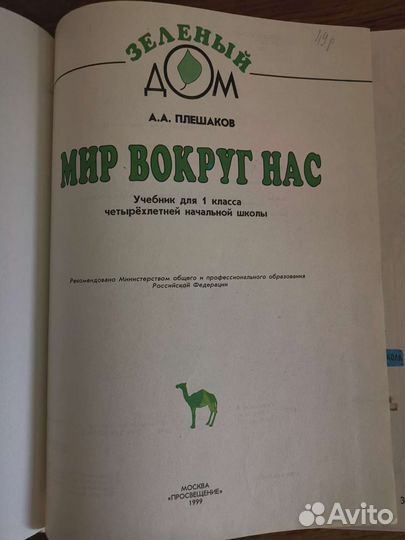 ЗЕЛЕНЫЙ
ДОМ
А.А. ПЛЕШАКОВ
МИР ВОКРУГ НАС
Учебник для 1 класса
четырёхлетней начальной школы
Рекомендовано Министерством общего и профессионального образования
Российской Федерации
МОСКВА
«ПРОСВЕЩЕНИЕ»
1999
3
Avito